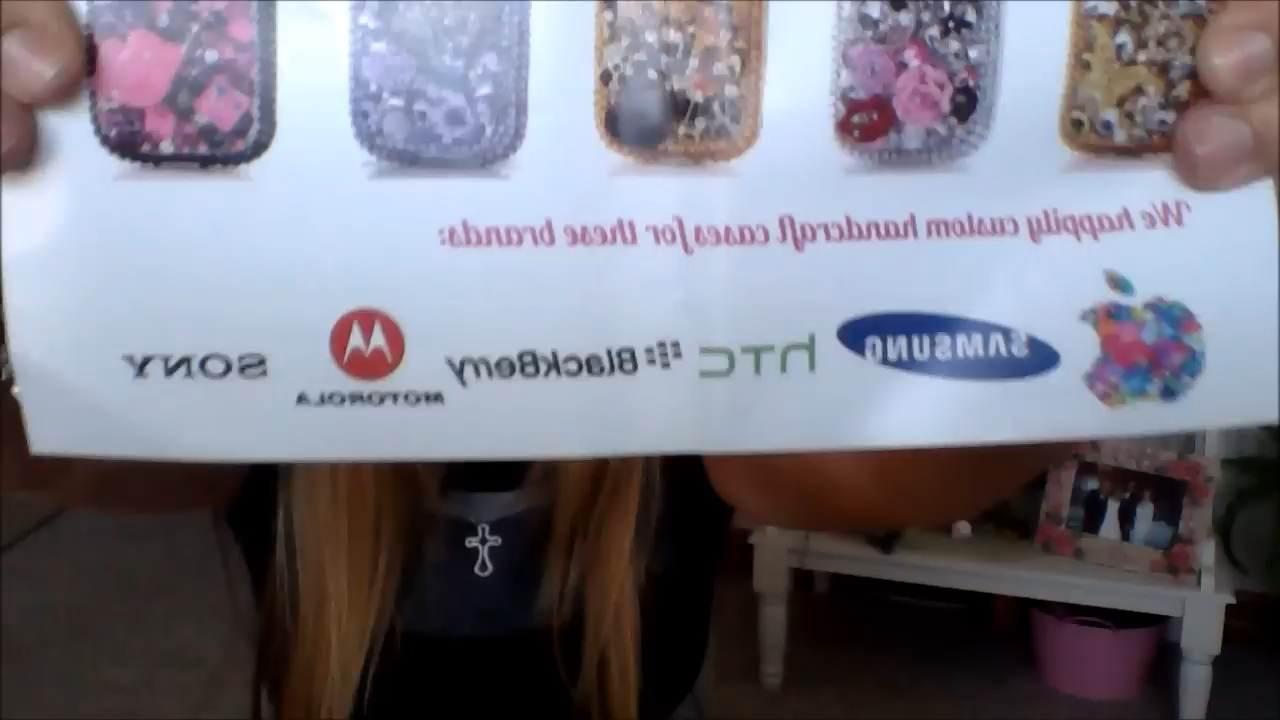 We happily custom handcraft cases for these brands:
SAMSUNG hTC BlackBerry MOTOROLA SONY